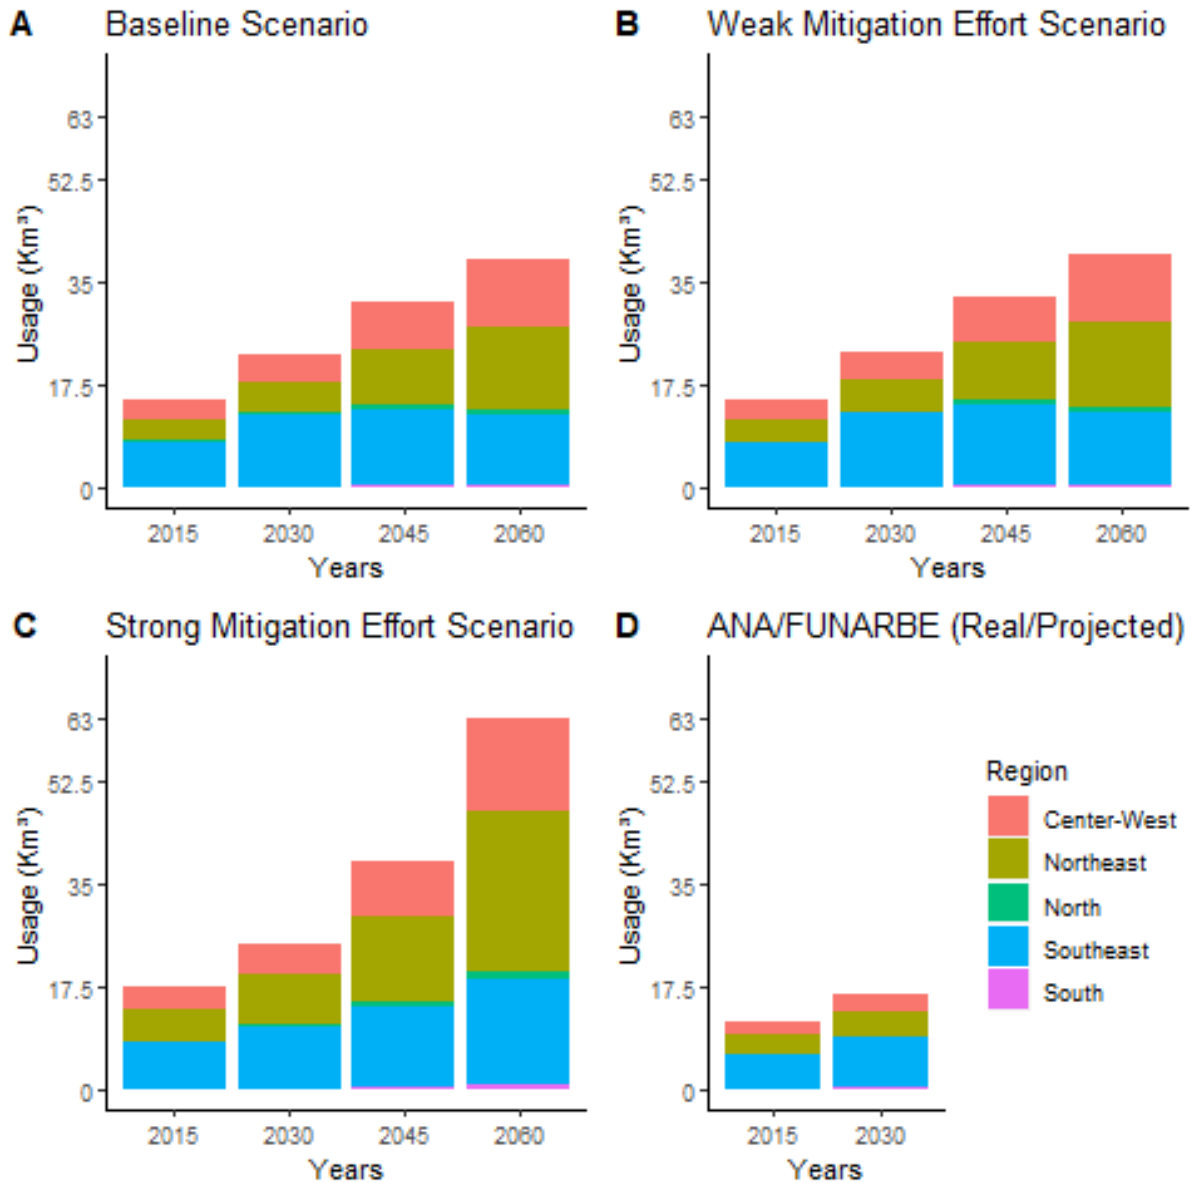 A Baseline Scenario
Usage (Km³)
63
52.5
35
17.5
0
2015 2030 2045 2060
Years
B Weak Mitigation Effort Scenario
Usage (Km³)
63
52.5
35
17.5
0
2015 2030 2045 2060
Years
C Strong Mitigation Effort Scenario
Usage (Km³)
63
52.5
35
17.5
0
2015 2030 2045 2060
Years
D ANA/FUNARBE (Real/Projected)
Usage (Km³)
63
52.5
35
17.5
0
2015 2030
Years
Region
Center-West
Northeast
North
Southeast
South